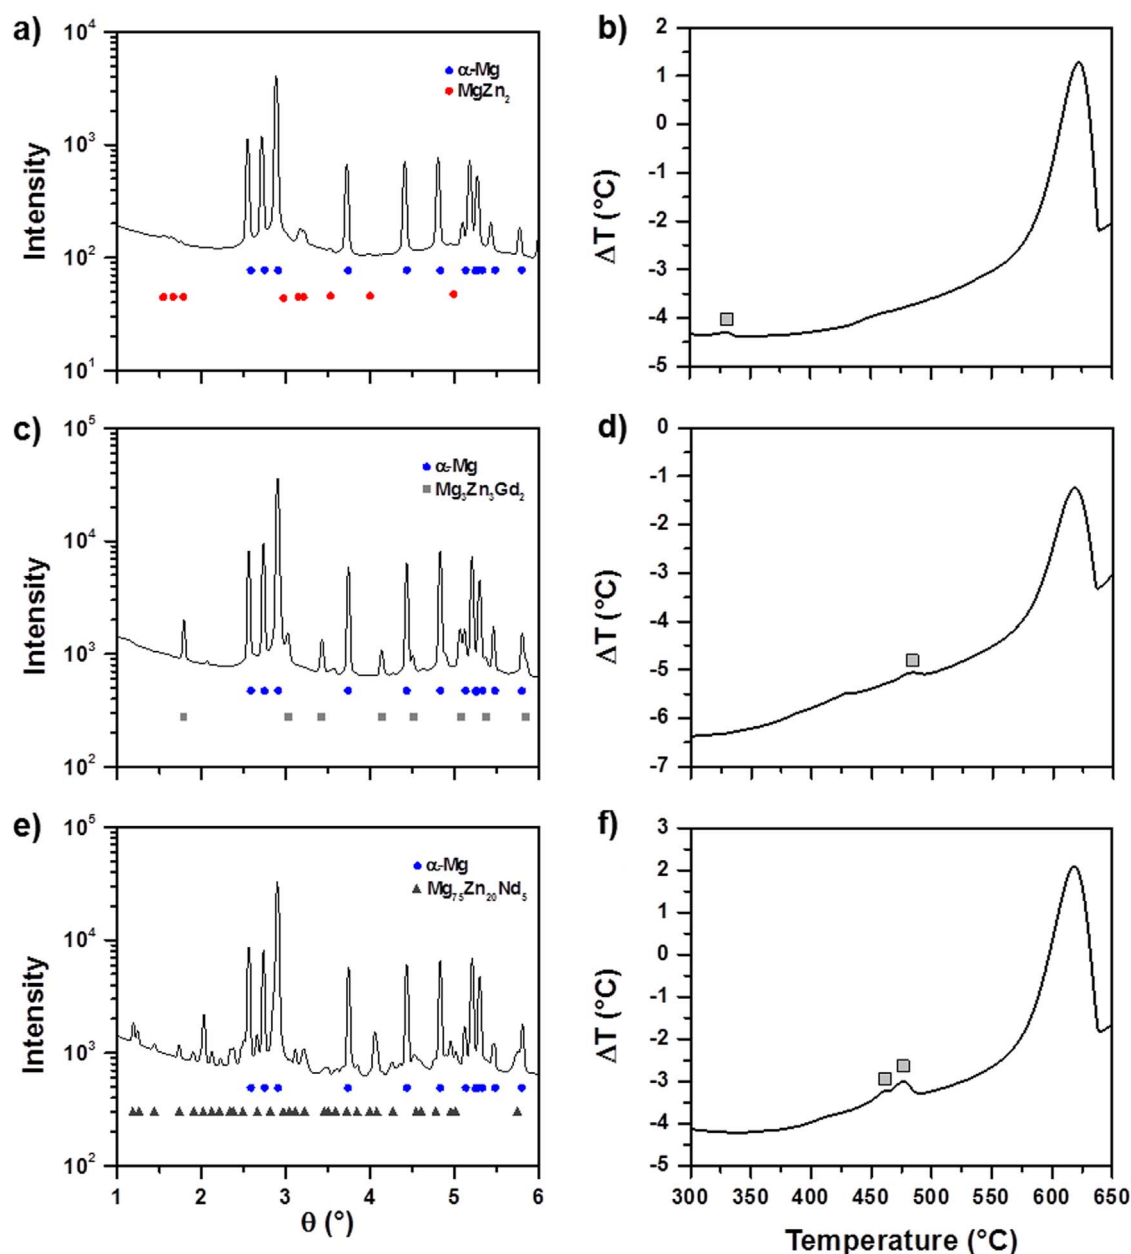 a)
10⁴
10³
10²
10¹
Intensity
α-Mg
MgZn₂
b)
2
1
0
-1
-2
-3
-4
-5
ΔT (°C)
c)
10⁵
10⁴
10³
10²
Intensity
α-Mg
Mg₃Zn₃Gd₂
d)
0
-1
-2
-3
-4
-5
-6
-7
ΔT (°C)
e)
10⁵
10⁴
10³
10²
Intensity
α-Mg
Mg₇₅Zn₂₀Nd₅
1 2 3 4 5 6
θ (°)
f)
3
2
1
0
-1
-2
-3
-4
-5
ΔT (°C)
300 350 400 450 500 550 600 650
Temperature (°C)